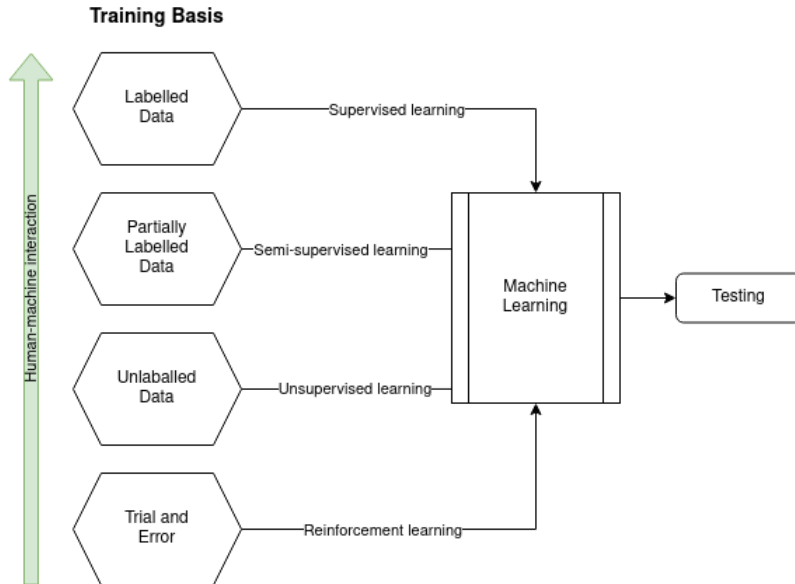 Training Basis
Labelled
Data
Supervised learning
Human-machine interaction
Partially
Labelled
Data
Semi-supervised learning
Machine
Learning
Testing
Unlaballed
Data
Unsupervised learning
Trial and
Error
Reinforcement learning